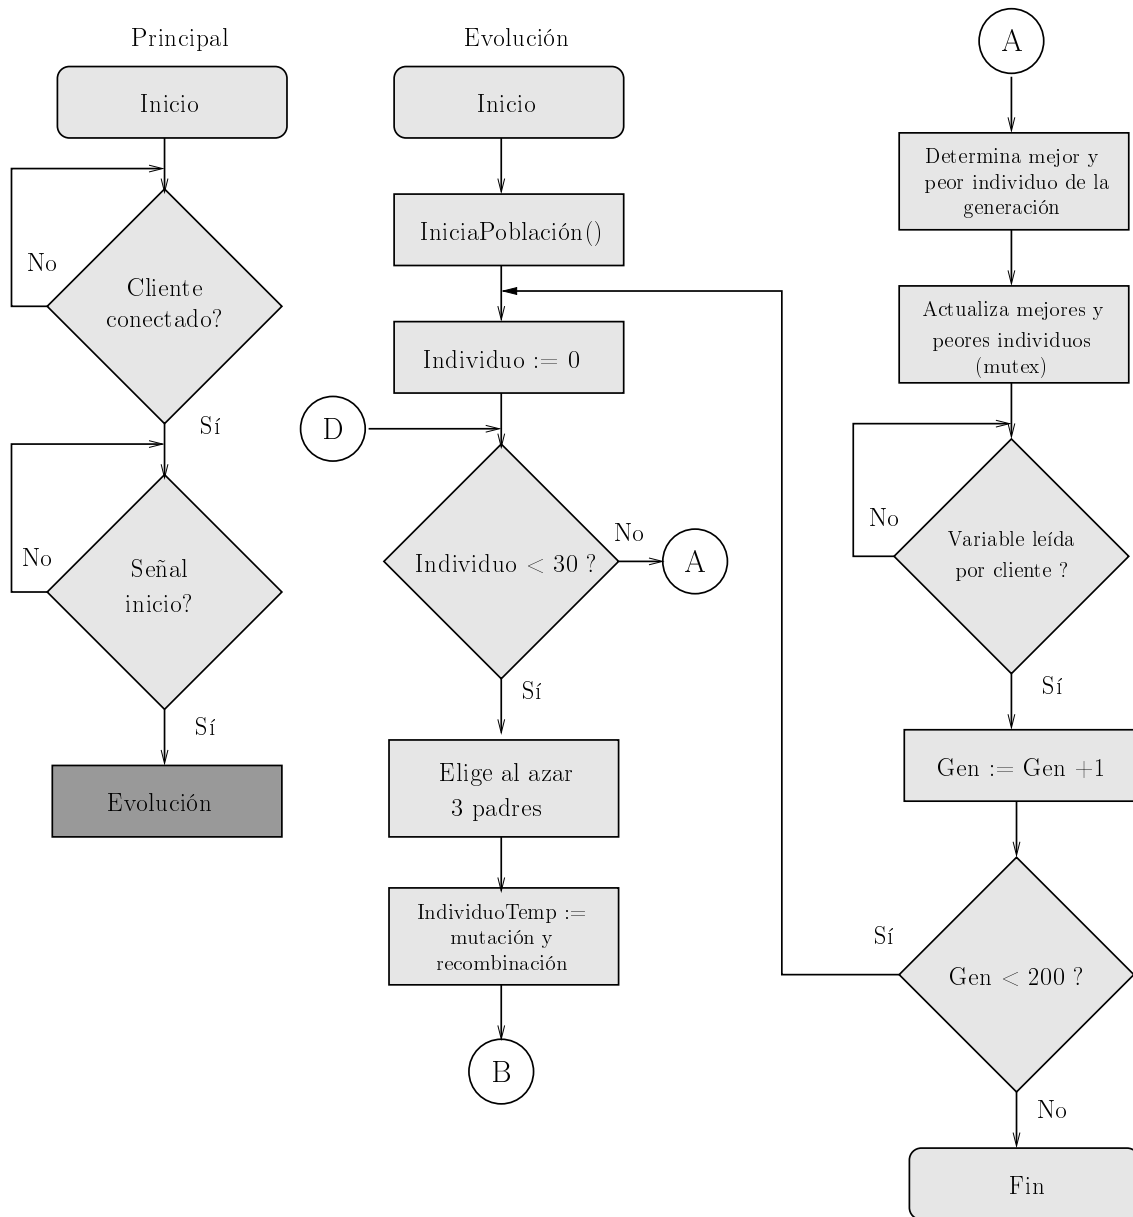 Principal
Inicio
No
Cliente
conectado?
Sí
No
Señal
inicio?
Sí
Evolución
Evolución
Inicio
IniciaPoblación()
Individuo := 0
D
Individuo < 30 ?
No
A
Sí
Elige al azar
3 padres
IndividuoTemp :=
mutación y
recombinación
B
A
Determina mejor y
peor individuo de la
generación
Actualiza mejores y
peores individuos
(mutex)
No
Variable leída
por cliente ?
Sí
Gen := Gen +1
Sí
Gen < 200 ?
No
Fin